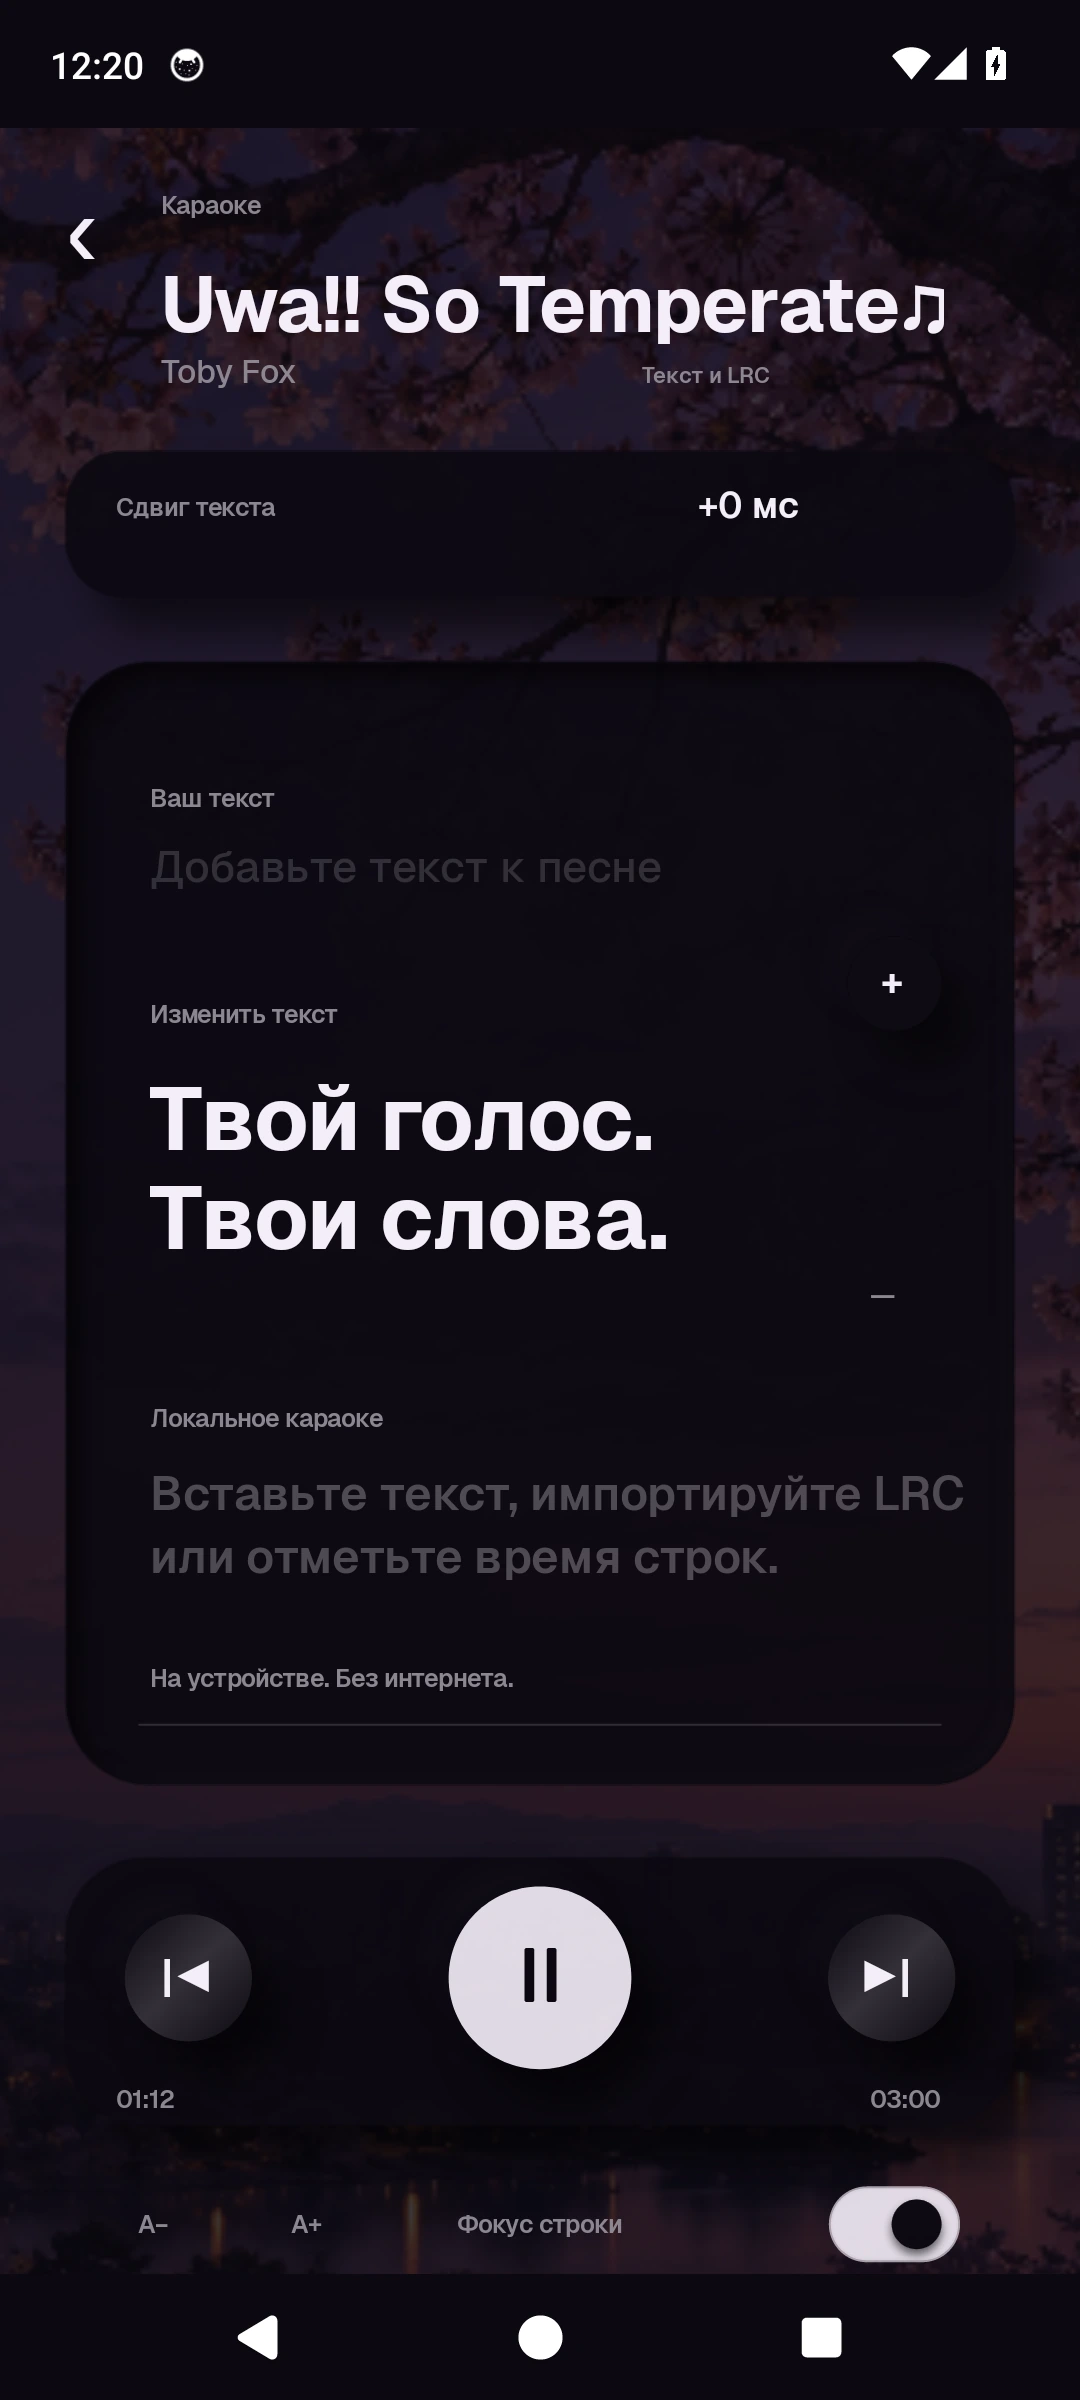 12:20
Караоке
Uwa!! So Temperate♫
Toby Fox
Текст и LRC
Сдвиг текста
+0 мс
Ваш текст
Добавьте текст к песне
+
Изменить текст
Твой голос.
Твои слова.
—
Локальное караоке
Вставьте текст, импортируйте LRC
или отметьте время строк.
На устройстве. Без интернета.
01:12
03:00
A−
A+
Фокус строки